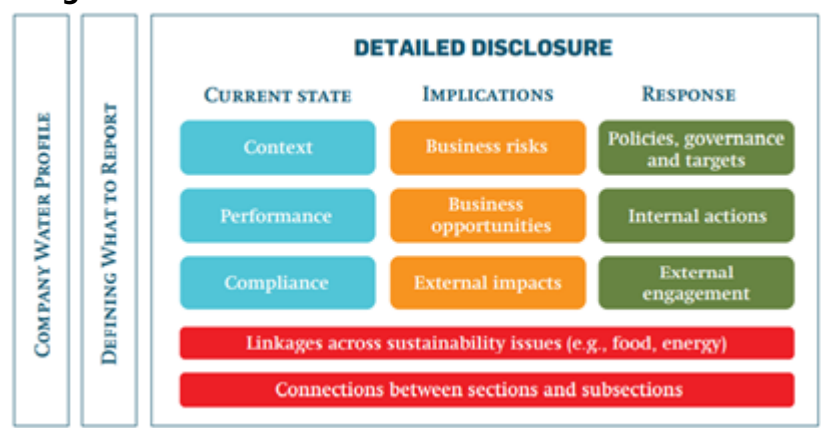 COMPANY WATER PROFILE
DEFINING WHAT TO REPORT
DETAILED DISCLOSURE
CURRENT STATE
IMPLICATIONS
RESPONSE
Context
Business risks
Policies, governance
and targets
Performance
Business
opportunities
Internal actions
Compliance
External impacts
External
engagement
Linkages across sustainability issues (e.g., food, energy)
Connections between sections and subsections